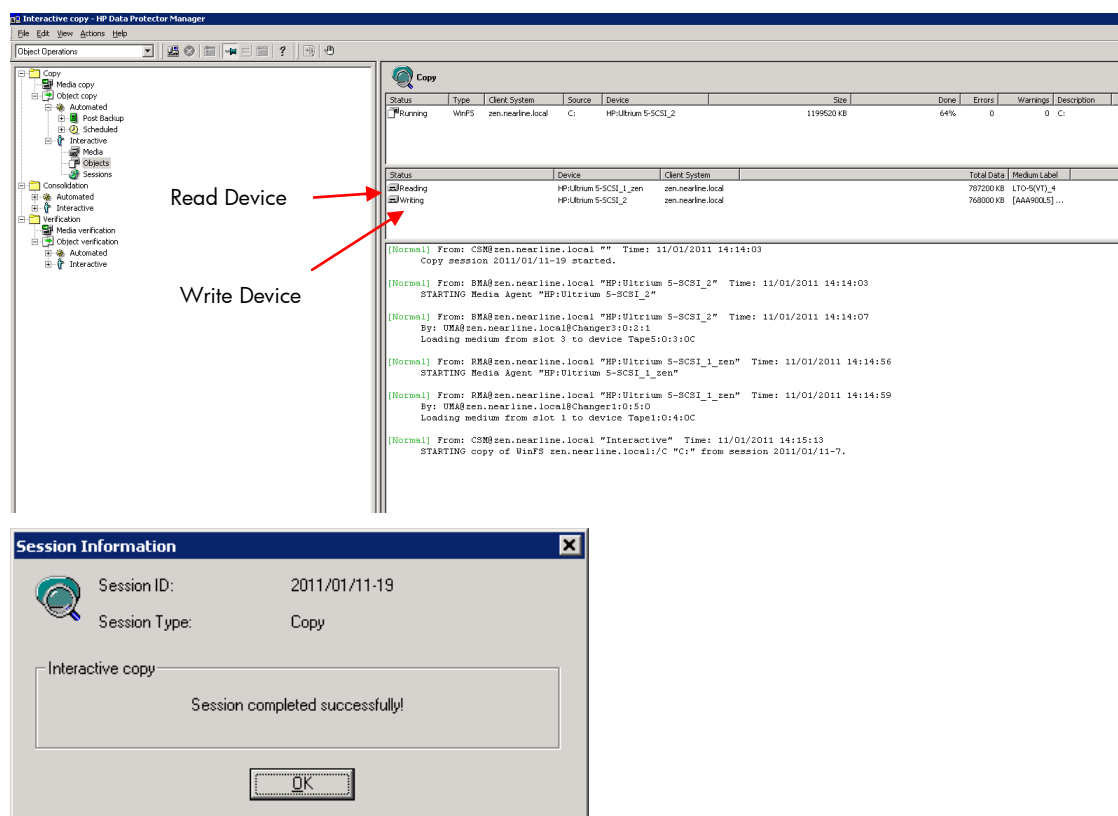 Interactive copy - HP Data Protector Manager
File Edit View Actions Help
Object Operations
Copy
Media copy
Object copy
Automated
Post Backup
Scheduled
Interactive
Media
Objects
Sessions
Consolidation
Automated
Interactive
Verification
Media verification
Object verification
Automated
Interactive
Read Device
Write Device
Copy
Status Type Client System Source Device Size Done Errors Warnings Description
Running WinFS zen.nearline.local C: HP:Ultrium 5-SCSI_2 1199520 KB 64% 0 0 C:
Status Device Client System Total Data Medium Label
Reading HP:Ultrium 5-SCSI_1_zen zen.nearline.local 787200 KB LTO-5(VT)_4
Writing HP:Ultrium 5-SCSI_2 zen.nearline.local 768000 KB [AAA900L5] ...
[Normal] From: CSM@zen.nearline.local "" Time: 11/01/2011 14:14:03
Copy session 2011/01/11-19 started.
[Normal] From: BMA@zen.nearline.local "HP:Ultrium 5-SCSI_2" Time: 11/01/2011 14:14:03
STARTING Media Agent "HP:Ultrium 5-SCSI_2"
[Normal] From: BMA@zen.nearline.local "HP:Ultrium 5-SCSI_2" Time: 11/01/2011 14:14:07
By: UMA@zen.nearline.local@Changer3:0:2:1
Loading medium from slot 3 to device Tape5:0:3:0C
[Normal] From: RMA@zen.nearline.local "HP:Ultrium 5-SCSI_1_zen" Time: 11/01/2011 14:14:56
STARTING Media Agent "HP:Ultrium 5-SCSI_1_zen"
[Normal] From: RMA@zen.nearline.local "HP:Ultrium 5-SCSI_1_zen" Time: 11/01/2011 14:14:59
By: UMA@zen.nearline.local@Changer1:0:5:0
Loading medium from slot 1 to device Tape1:0:4:0C
[Normal] From: CSM@zen.nearline.local "Interactive" Time: 11/01/2011 14:15:13
STARTING copy of WinFS zen.nearline.local:/C "C:" from session 2011/01/11-7.
Session Information
Session ID: 2011/01/11-19
Session Type: Copy
Interactive copy
Session completed successfully!
OK